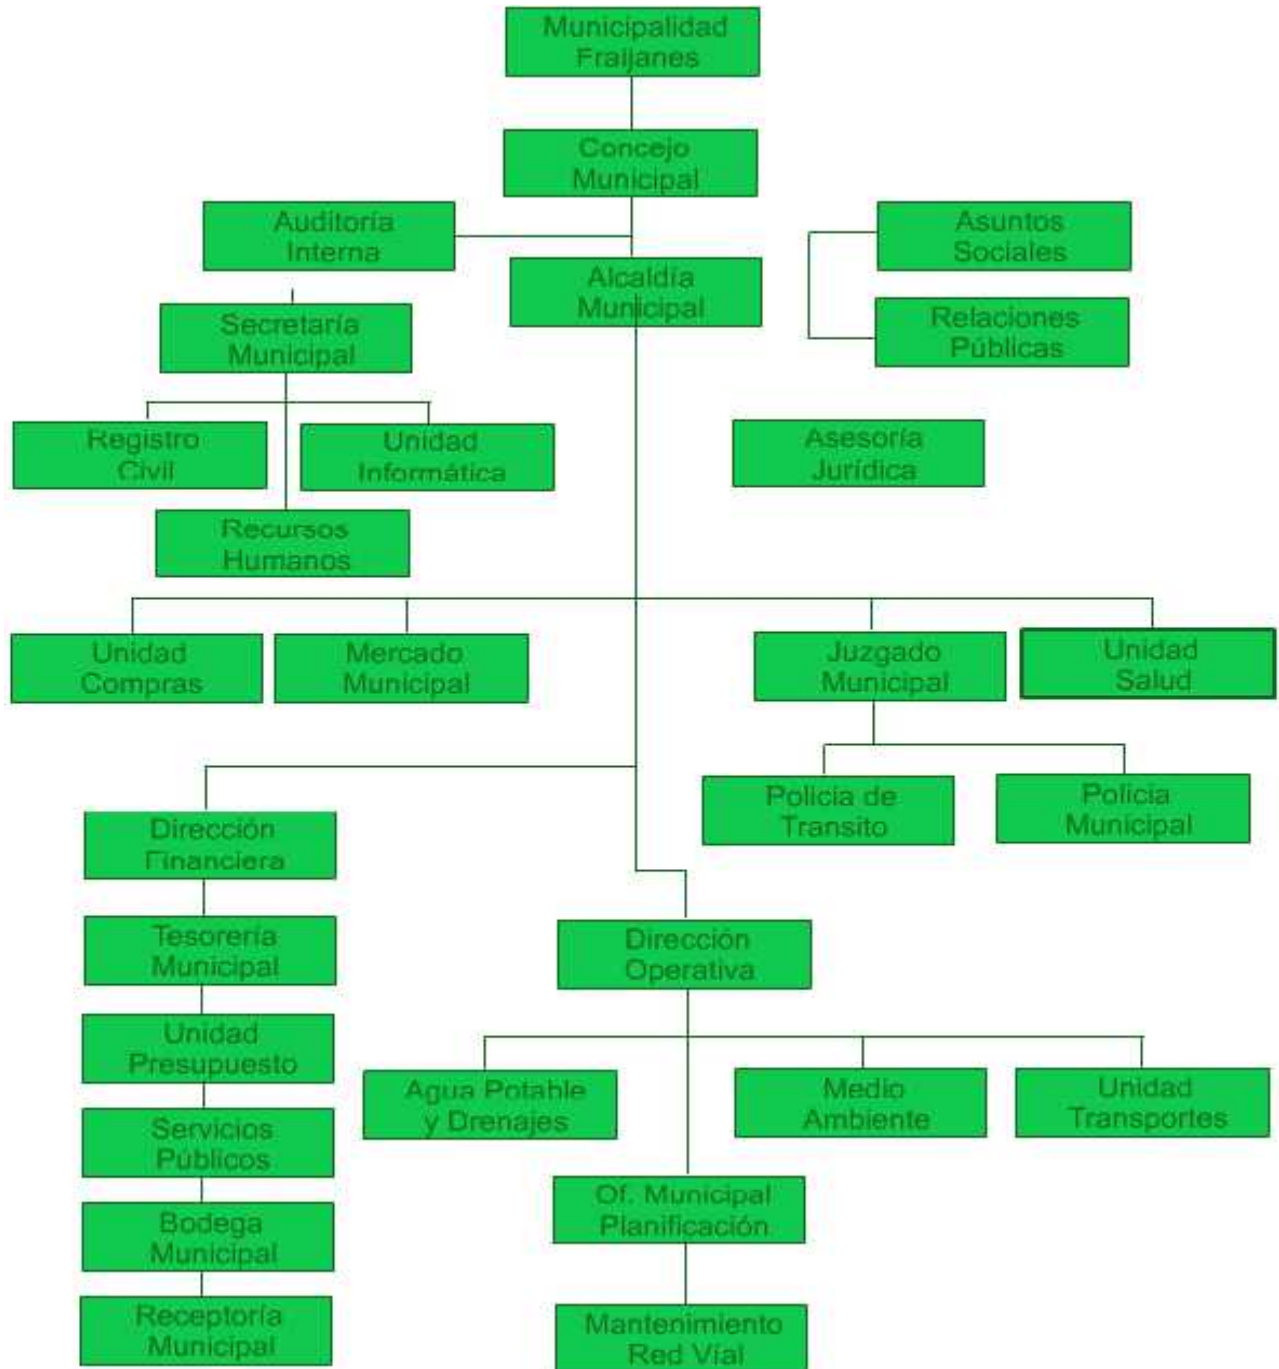 Municipalidad
Fraijanes
Concejo
Municipal
Auditoría
Interna
Asuntos
Sociales
Alcaldía
Municipal
Relaciones
Públicas
Secretaría
Municipal
Registro
Civil
Unidad
Informática
Asesoría
Jurídica
Recursos
Humanos
Unidad
Compras
Mercado
Municipal
Juzgado
Municipal
Unidad
Salud
Policia de
Transito
Policia
Municipal
Dirección
Financiera
Tesorería
Municipal
Unidad
Presupuesto
Servicios
Públicos
Bodega
Municipal
Receptoría
Municipal
Dirección
Operativa
Agua Potable
y Drenajes
Medio
Ambiente
Unidad
Transportes
Of. Municipal
Planificación
Mantenimiento
Red Vial